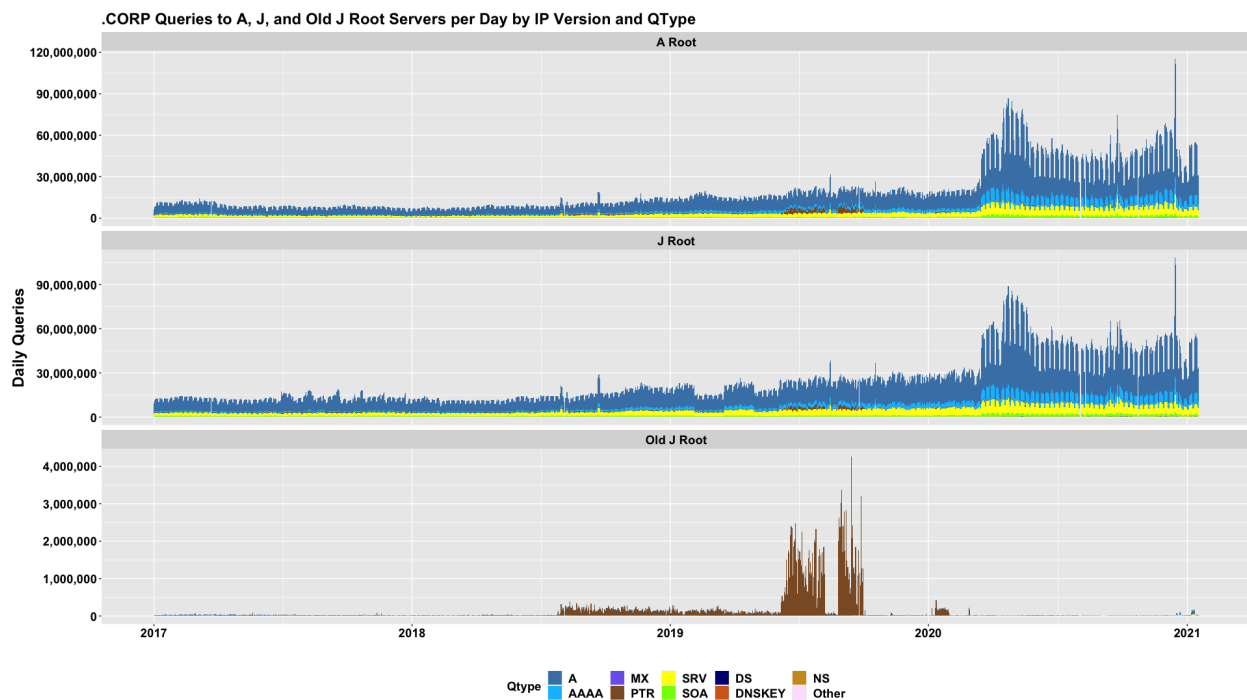 .CORP Queries to A, J, and Old J Root Servers per Day by IP Version and QType
A Root
120,000,000
90,000,000
60,000,000
30,000,000
0
J Root
90,000,000
60,000,000
30,000,000
0
Daily Queries
Old J Root
4,000,000
3,000,000
2,000,000
1,000,000
0
2017 2018 2019 2020 2021
Qtype
A MX SRV DS NS
AAAA PTR SOA DNSKEY Other